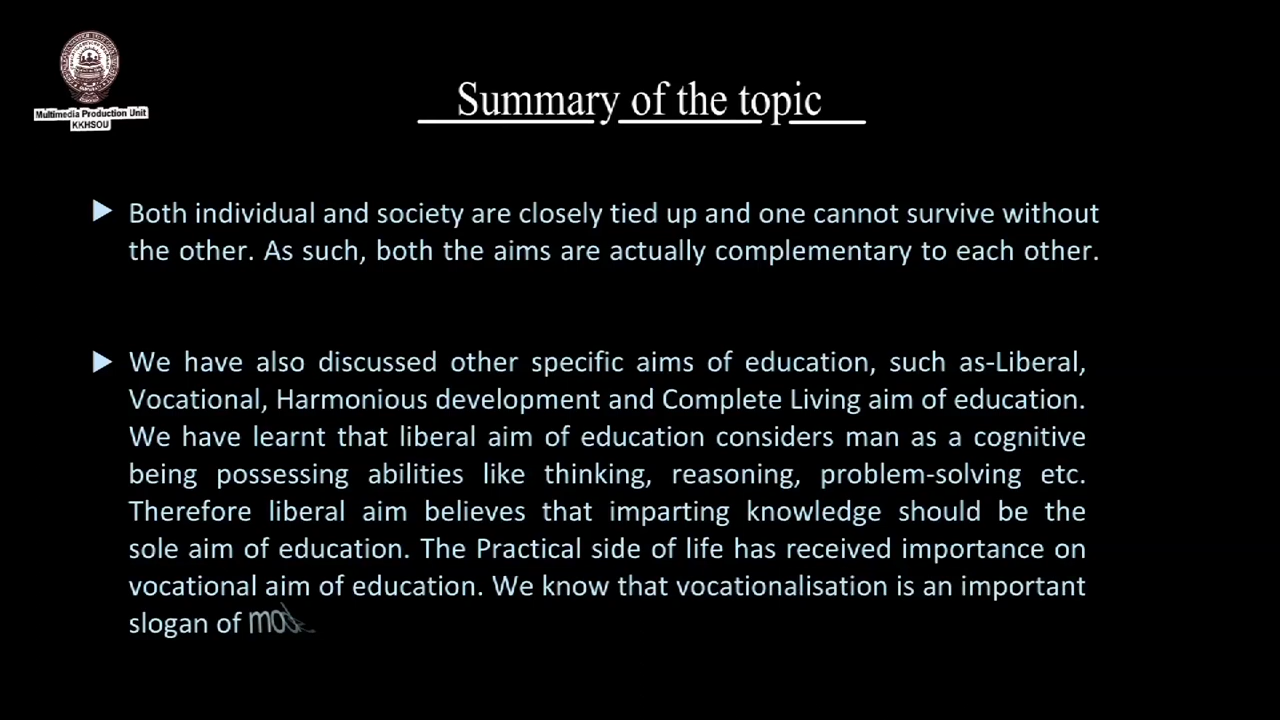 Multimedia Production Unit
KKHSOU
Summary of the topic
Both individual and society are closely tied up and one cannot survive without
the other. As such, both the aims are actually complementary to each other.
We have also discussed other specific aims of education, such as-Liberal,
Vocational, Harmonious development and Complete Living aim of education.
We have learnt that liberal aim of education considers man as a cognitive
being possessing abilities like thinking, reasoning, problem-solving etc.
Therefore liberal aim believes that imparting knowledge should be the
sole aim of education. The Practical side of life has received importance on
vocational aim of education. We know that vocationalisation is an important
slogan of